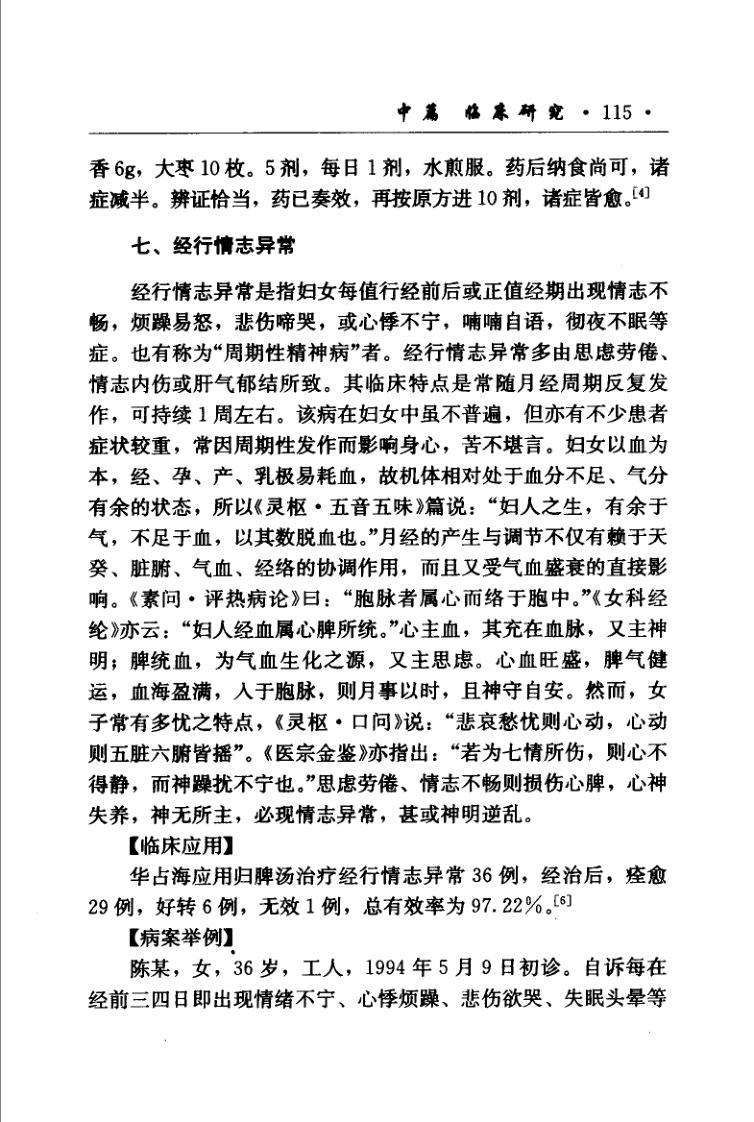 中篇 临床研究 · 115 ·
香 6g，大枣 10 枚。5 剂，每日 1 剂，水煎服。药后纳食尚可，诸
症减半。辨证恰当，药已奏效，再按原方进 10 剂，诸症皆愈。[4]
七、经行情志异常
经行情志异常是指妇女每值行经前后或正值经期出现情志不
畅，烦躁易怒，悲伤啼哭，或心悸不宁，喃喃自语，彻夜不眠等
症。也有称为“周期性精神病”者。经行情志异常多由思虑劳倦、
情志内伤或肝气郁结所致。其临床特点是常随月经周期反复发
作，可持续 1 周左右。该病在妇女中虽不普遍，但亦有不少患者
症状较重，常因周期性发作而影响身心，苦不堪言。妇女以血为
本，经、孕、产、乳极易耗血，故机体相对处于血分不足、气分
有余的状态，所以《灵枢·五音五味》篇说：“妇人之生，有余于
气，不足于血，以其数脱血也。”月经的产生与调节不仅有赖于天
癸、脏腑、气血、经络的协调作用，而且又受气血盛衰的直接影
响。《素问·评热病论》曰：“胞脉者属心而络于胞中。”《女科经
纶》亦云：“妇人经血属心脾所统。”心主血，其充在血脉，又主神
明；脾统血，为气血生化之源，又主思虑。心血旺盛，脾气健
运，血海盈满，人于胞脉，则月事以时，且神守自安。然而，女
子常有多忧之特点，《灵枢·口问》说：“悲哀愁忧则心动，心动
则五脏六腑皆摇”。《医宗金鉴》亦指出：“若为七情所伤，则心不
得静，而神躁扰不宁也。”思虑劳倦、情志不畅则损伤心脾，心神
失养，神无所主，必现情志异常，甚或神明逆乱。
【临床应用】
华占海应用归脾汤治疗经行情志异常 36 例，经治后，痊愈
29 例，好转 6 例，无效 1 例，总有效率为 97.22%。[6]
【病案举例】
陈某，女，36 岁，工人，1994 年 5 月 9 日初诊。自诉每在
经前三四日即出现情绪不宁、心悸烦躁、悲伤欲哭、失眠头晕等